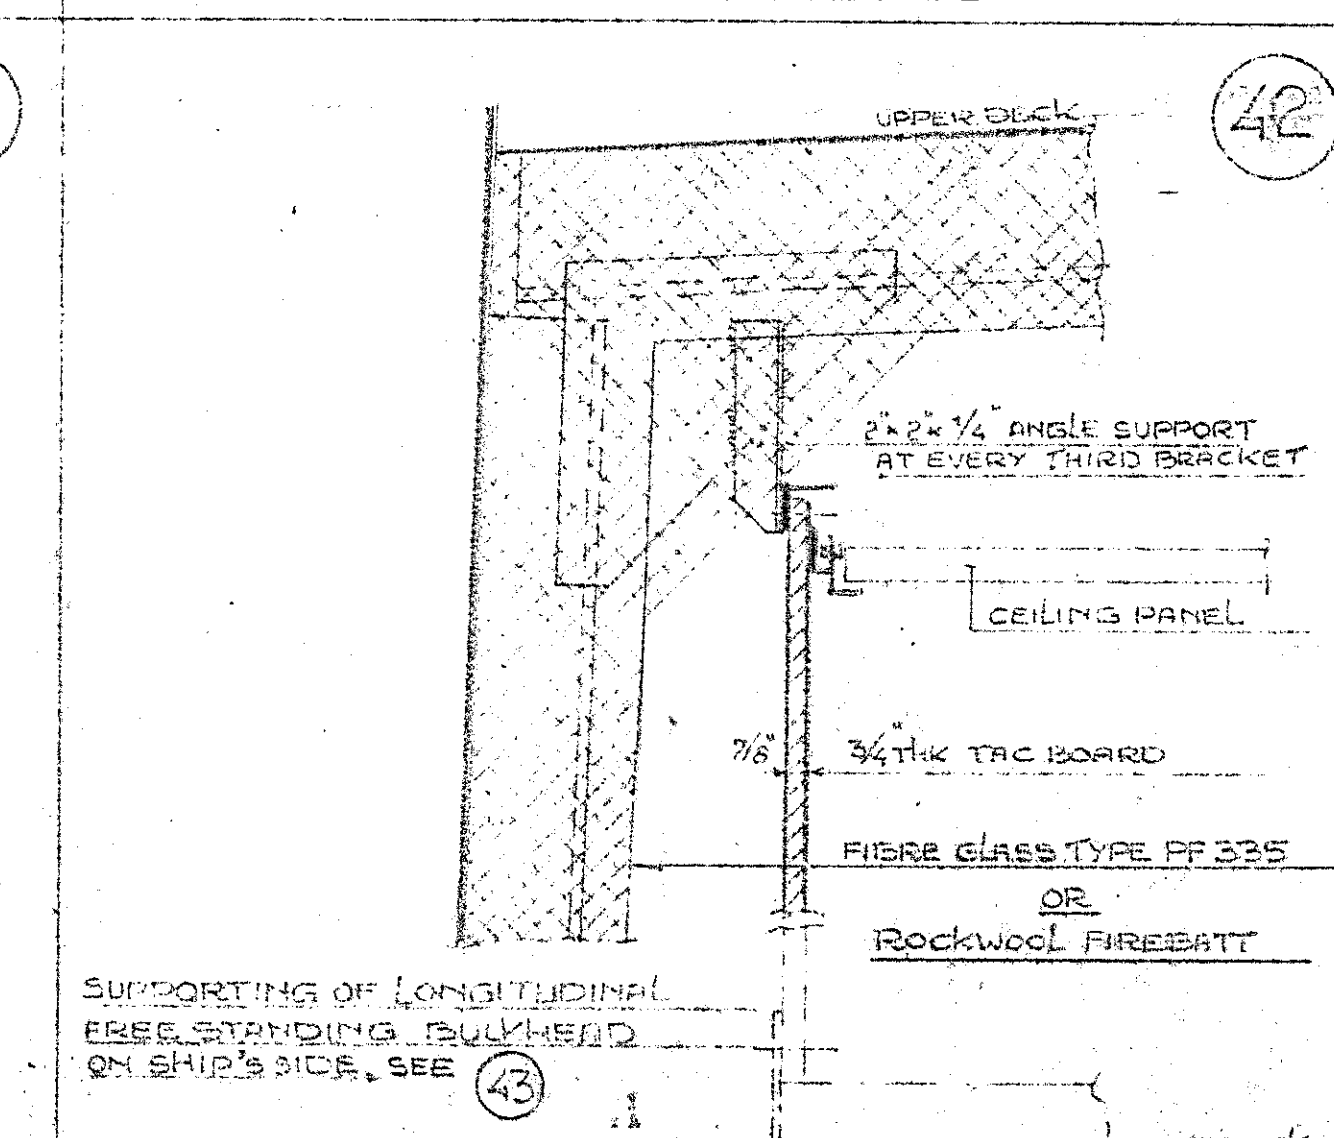 42
UPPER DECK
2" x 2" x 1/4" ANGLE SUPPORT
AT EVERY THIRD BRACKET
CEILING PANEL
7/8"
3/4" THK TAC BOARD
FIBRE GLASS TYPE PF 335
OR
ROCKWOOL FIREBATT
SUPPORTING OF LONGITUDINAL
FREE STANDING BULKHEAD
ON SHIP'S SIDE, SEE 43